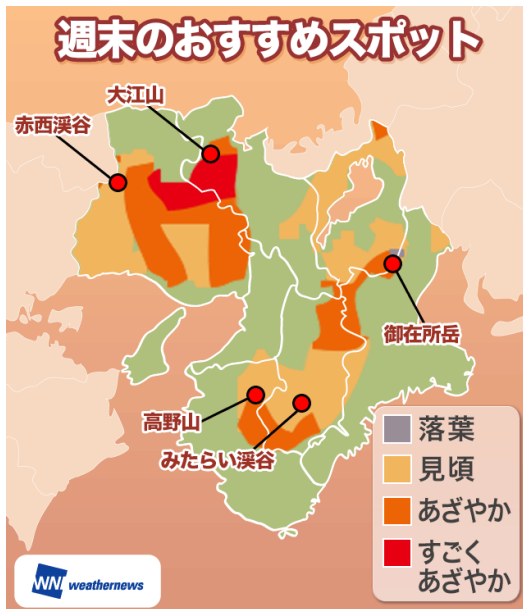 週末のおすすめスポット
大江山
赤西渓谷
御在所岳
高野山
みたらい渓谷
落葉
見頃
あざやか
すごく
あざやか
WNI weathernews